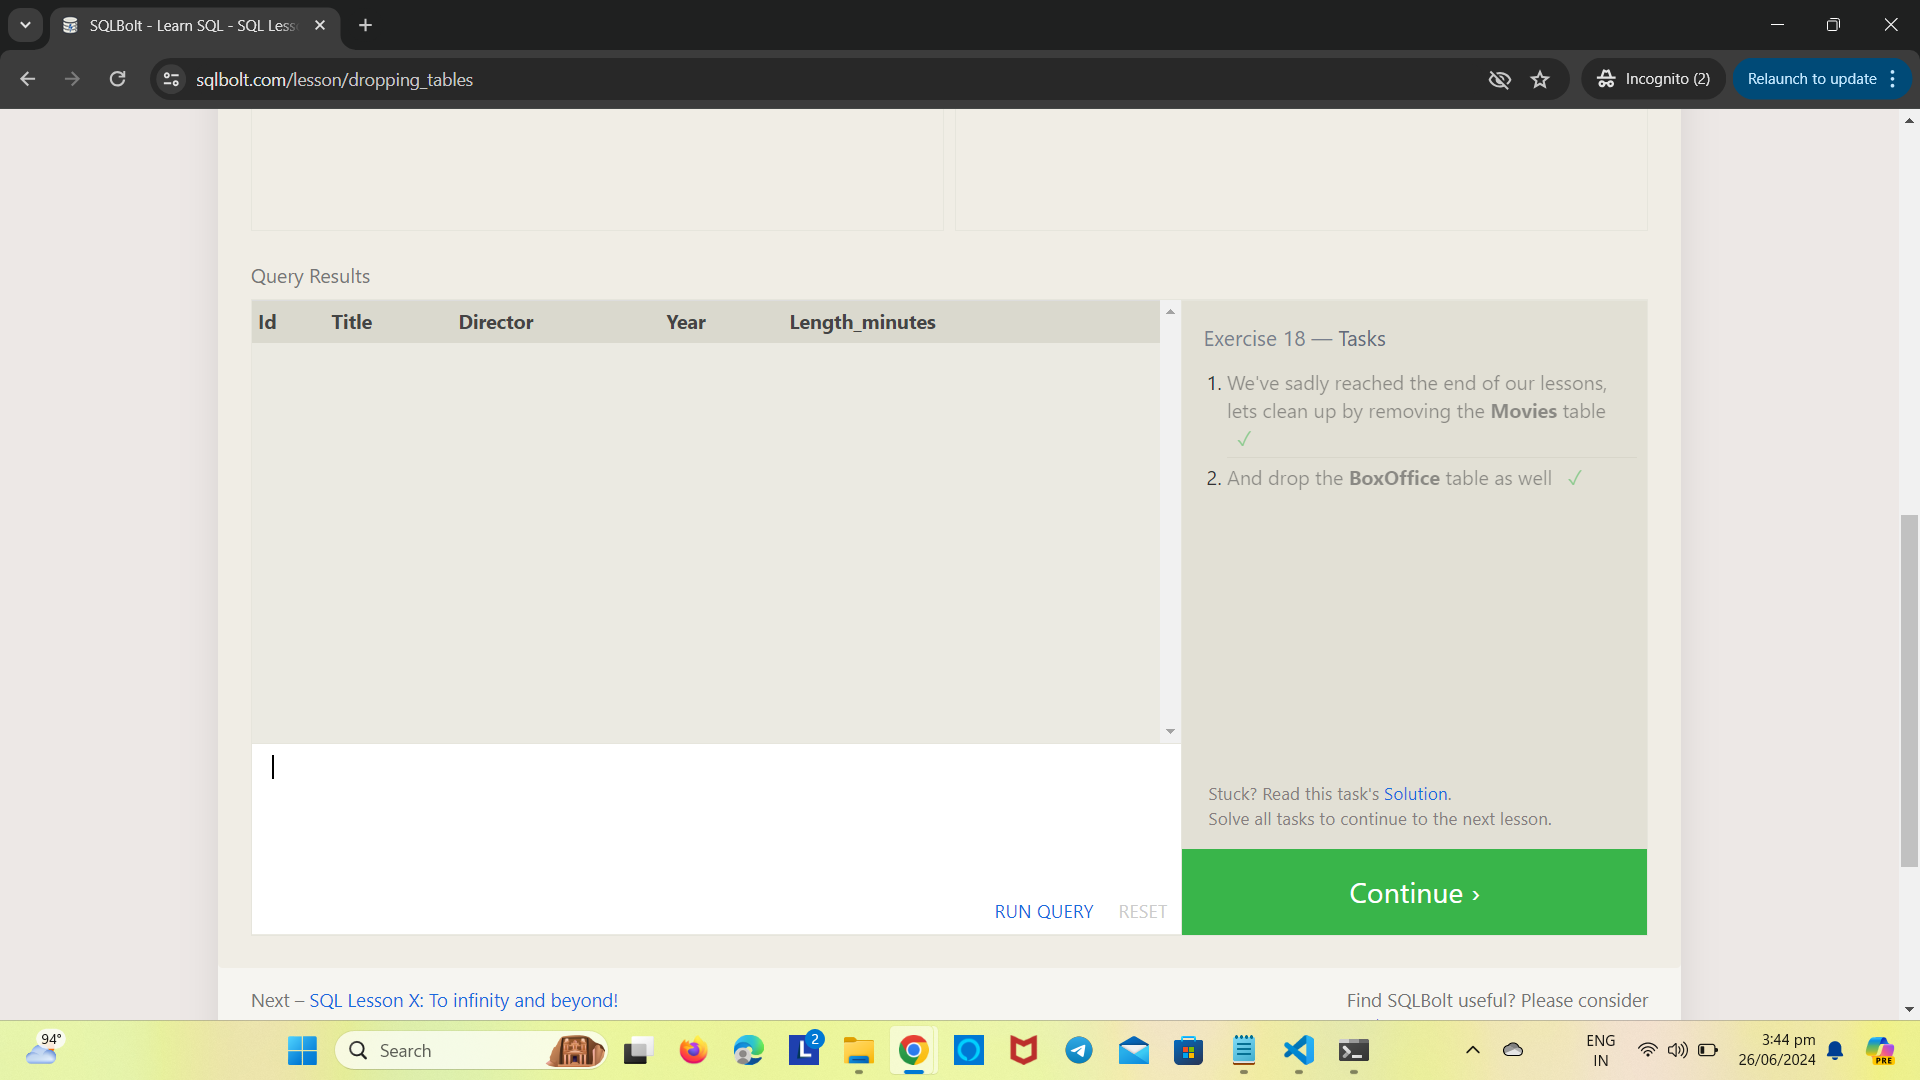 SQLBolt - Learn SQL - SQL Less
sqlbolt.com/lesson/dropping_tables
Incognito (2)
Relaunch to update
Query Results
Id Title Director Year Length_minutes
Exercise 18 — Tasks
1. We've sadly reached the end of our lessons,
lets clean up by removing the Movies table
✓
2. And drop the BoxOffice table as well ✓
Stuck? Read this task's Solution.
Solve all tasks to continue to the next lesson.
RUN QUERY RESET
Continue ›
Next – SQL Lesson X: To infinity and beyond!
Find SQLBolt useful? Please consider
94°
Search
L 2
ENG
IN
3:44 pm
26/06/2024
PRE